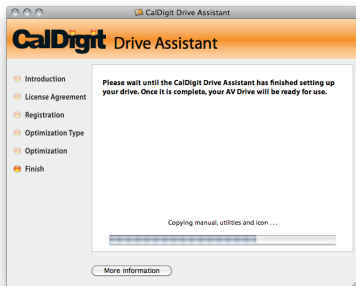 CalDigit Drive Assistant
CalDigit Drive Assistant
Introduction
License Agreement
Registration
Optimization Type
Optimization
Finish
Please wait until the CalDigit Drive Assistant has finished setting up
your drive. Once it is complete, your AV Drive will be ready for use.
Copying manual, utilities and icon . . .
More information